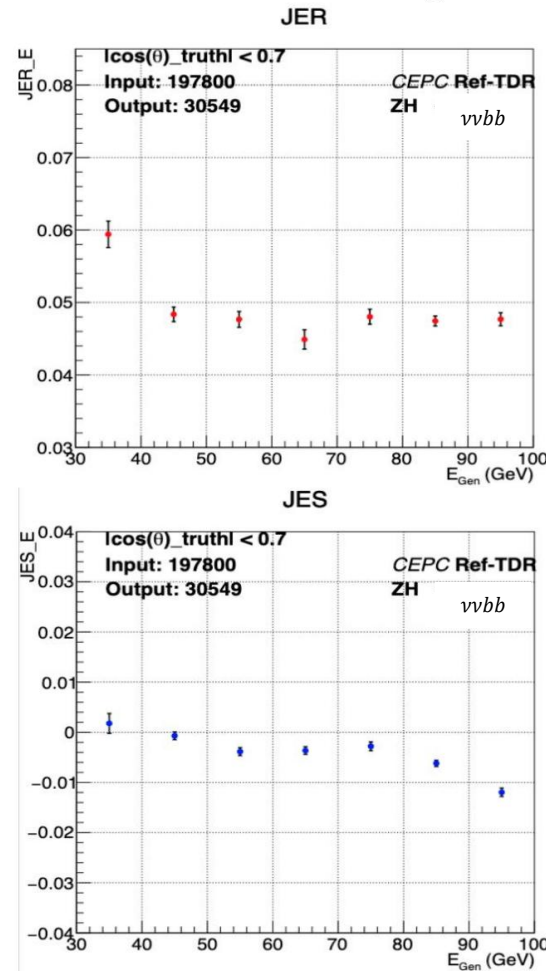 JER
JER_E
|cos(θ)_truth| < 0.7
Input: 197800
Output: 30549
CEPC Ref-TDR
ZH
ννbb
0.08
0.07
0.06
0.05
0.04
0.03
30 40 50 60 70 80 90 100
E_Gen (GeV)
JES
JES_E
|cos(θ)_truth| < 0.7
Input: 197800
Output: 30549
CEPC Ref-TDR
ZH
ννbb
0.04
0.03
0.02
0.01
0
−0.01
−0.02
−0.03
−0.04
30 40 50 60 70 80 90 100
E_Gen (GeV)